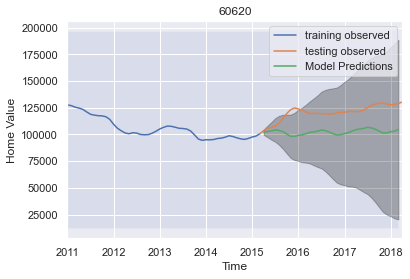 60620
training observed
testing observed
Model Predictions
Home Value
200000
175000
150000
125000
100000
75000
50000
25000
2011 2012 2013 2014 2015 2016 2017 2018
Time